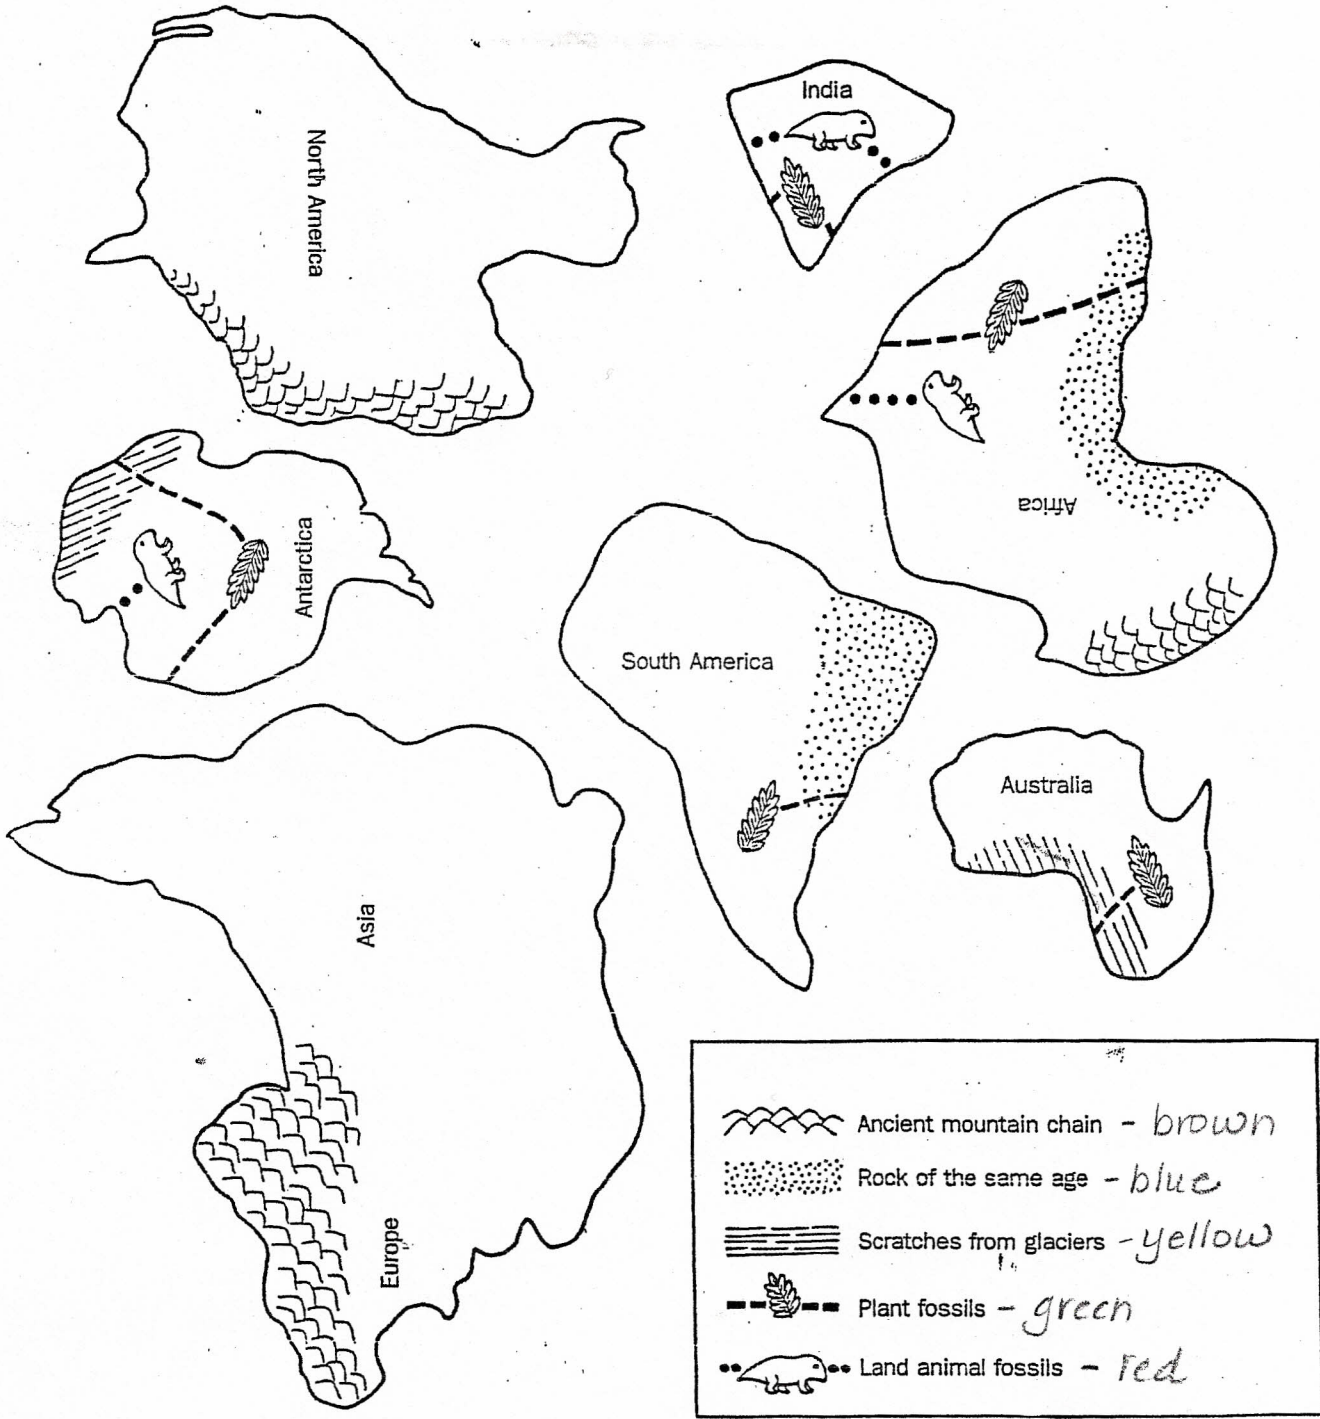 North America
India
Africa
Antarctica
South America
Australia
Asia
Europe
Ancient mountain chain - brown
Rock of the same age - blue
Scratches from glaciers - yellow
Plant fossils - green
Land animal fossils - red